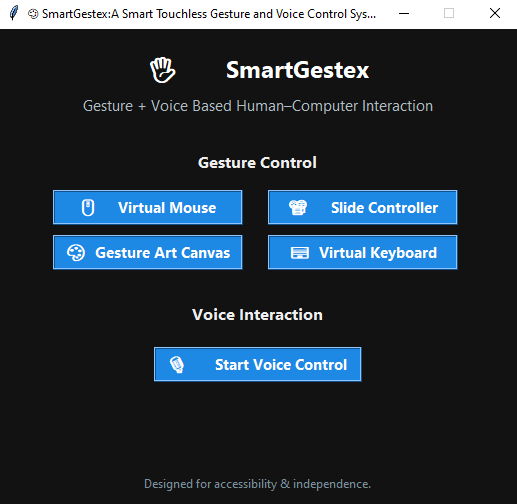 SmartGestex:A Smart Touchless Gesture and Voice Control Sys...
SmartGestex
Gesture + Voice Based Human–Computer Interaction
Gesture Control
Virtual Mouse
Slide Controller
Gesture Art Canvas
Virtual Keyboard
Voice Interaction
Start Voice Control
Designed for accessibility & independence.